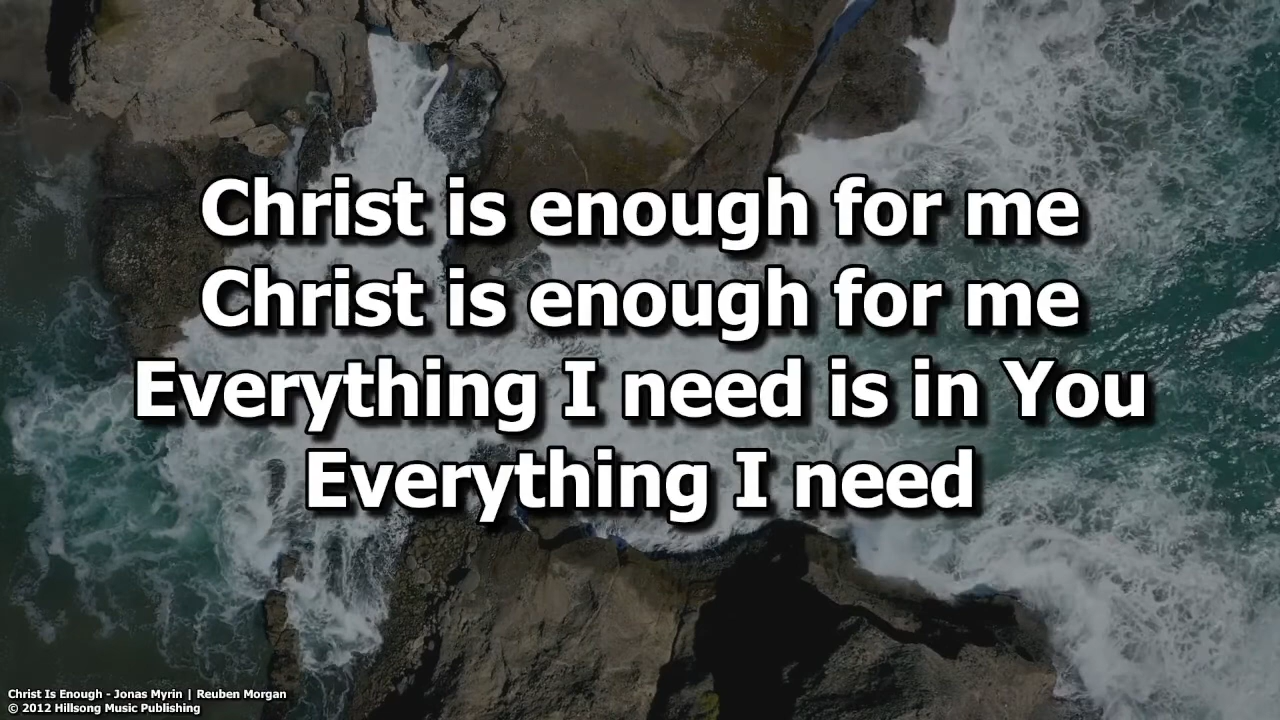 Christ is enough for me
Christ is enough for me
Everything I need is in You
Everything I need
Christ Is Enough - Jonas Myrin | Reuben Morgan
© 2012 Hillsong Music Publishing